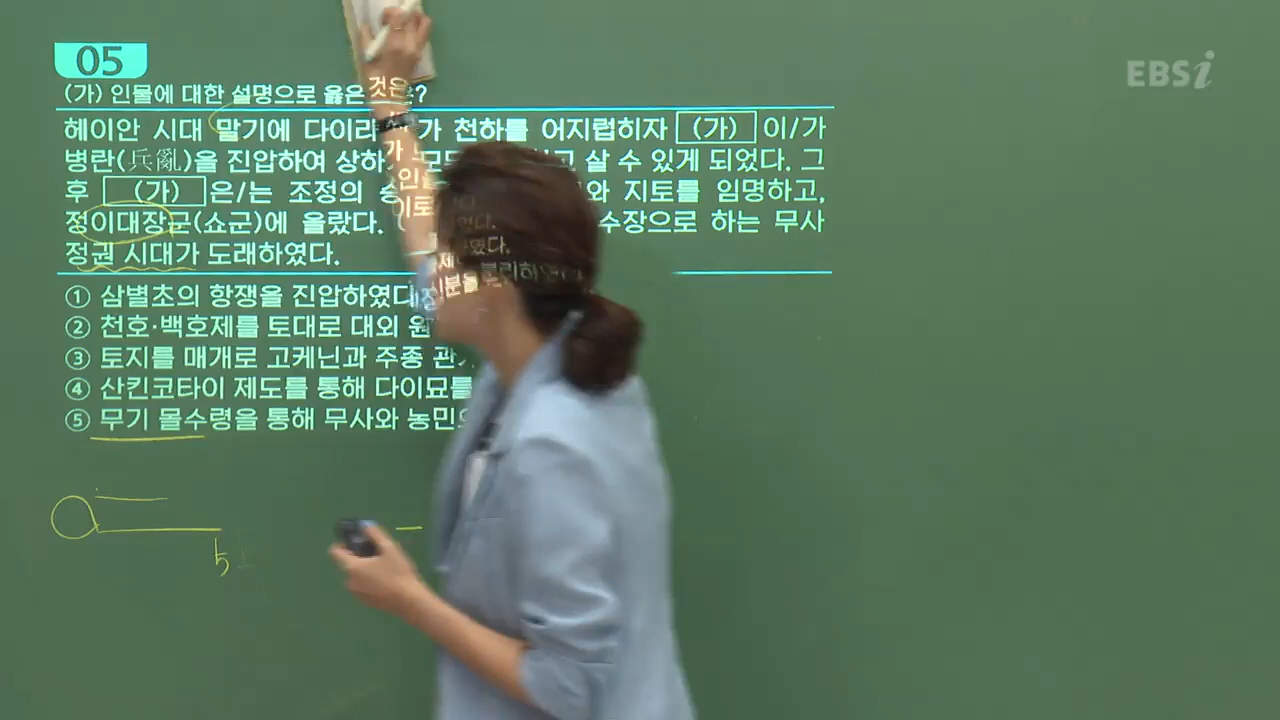 05
EBSi
(가) 인물에 대한 설명으로 옳은 것은?
헤이안 시대 말기에 다이라 가 천하를 어지럽히자 (가) 이/가
병란(兵亂)을 진압하여 상하 모두 살 수 있게 되었다. 그
후 (가) 은/는 조정의 지토를 임명하고,
정이대장군(쇼군)에 올랐다. 수장으로 하는 무사
정권 시대가 도래하였다.
① 삼별초의 항쟁을 진압하였다
② 천호·백호제를 토대로 대외 원
③ 토지를 매개로 고케닌과 주종
④ 산킨코타이 제도를 통해 다이묘를
⑤ 무기 몰수령을 통해 무사와 농민